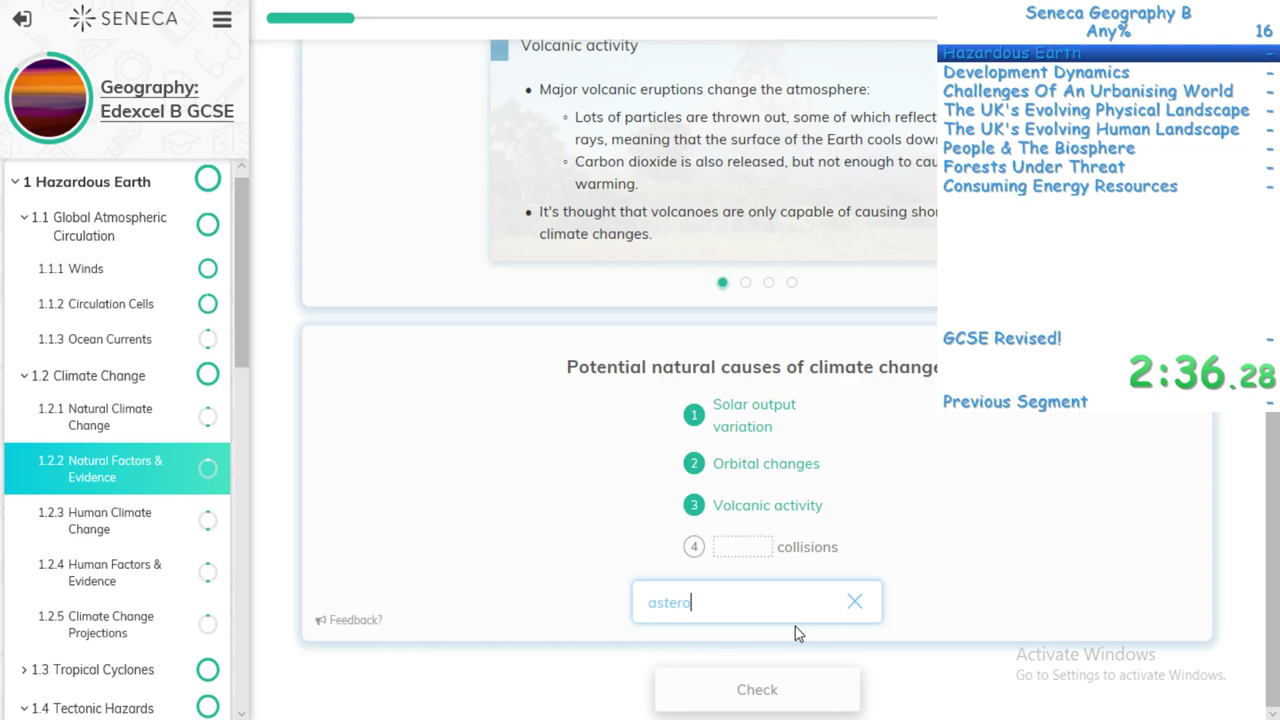 SENECA
Geography:
Edexcel B GCSE
1 Hazardous Earth
1.1 Global Atmospheric
Circulation
1.1.1 Winds
1.1.2 Circulation Cells
1.1.3 Ocean Currents
1.2 Climate Change
1.2.1 Natural Climate
Change
1.2.2 Natural Factors &
Evidence
1.2.3 Human Climate
Change
1.2.4 Human Factors &
Evidence
1.2.5 Climate Change
Projections
1.3 Tropical Cyclones
1.4 Tectonic Hazards
Volcanic activity
Major volcanic eruptions change the atmosphere:
Lots of particles are thrown out, some of which reflect
rays, meaning that the surface of the Earth cools down
Carbon dioxide is also released, but not enough to cau
warming.
It's thought that volcanoes are only capable of causing sho
climate changes.
Potential natural causes of climate change
1 Solar output
variation
2 Orbital changes
3 Volcanic activity
4 collisions
astero
Feedback?
Check
Seneca Geography B
Any% 16
Hazardous Earth -
Development Dynamics -
Challenges Of An Urbanising World -
The UK's Evolving Physical Landscape -
The UK's Evolving Human Landscape -
People & The Biosphere -
Forests Under Threat -
Consuming Energy Resources -
GCSE Revised! -
2:36.28
Previous Segment -
Activate Windows
Go to Settings to activate Windows.